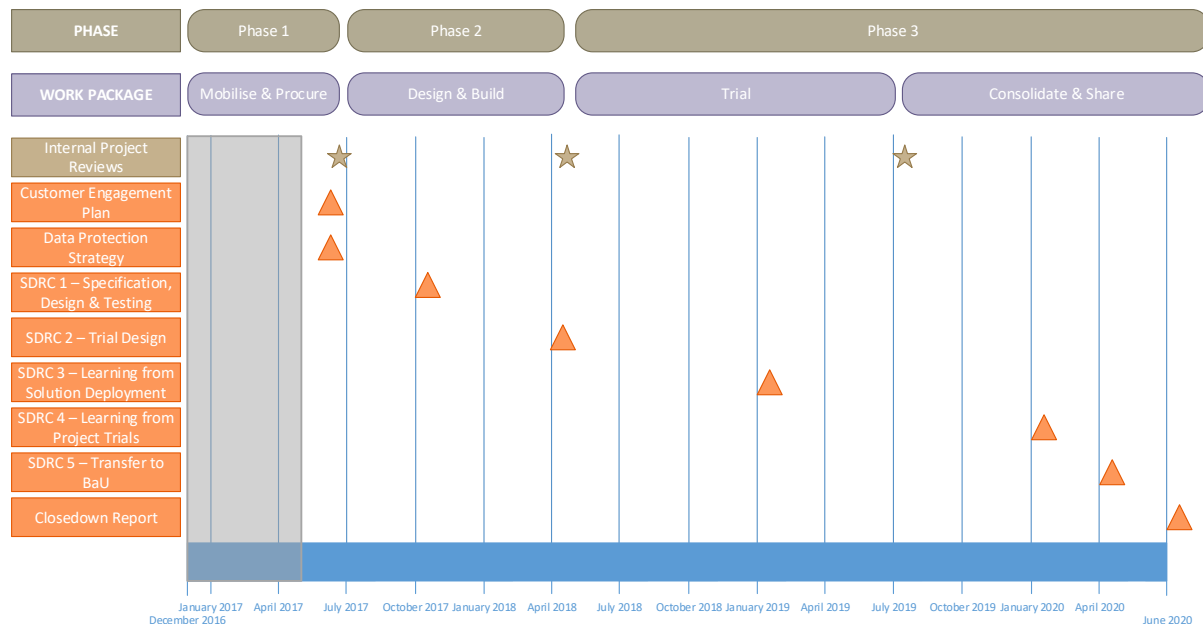 PHASE
Phase 1
Phase 2
Phase 3
WORK PACKAGE
Mobilise & Procure
Design & Build
Trial
Consolidate & Share
Internal Project
Reviews
Customer Engagement
Plan
Data Protection
Strategy
SDRC 1 – Specification,
Design & Testing
SDRC 2 – Trial Design
SDRC 3 – Learning from
Solution Deployment
SDRC 4 – Learning from
Project Trials
SDRC 5 – Transfer to
BaU
Closedown Report
January 2017
April 2017
July 2017
October 2017
January 2018
April 2018
July 2018
October 2018
January 2019
April 2019
July 2019
October 2019
January 2020
April 2020
December 2016
June 2020